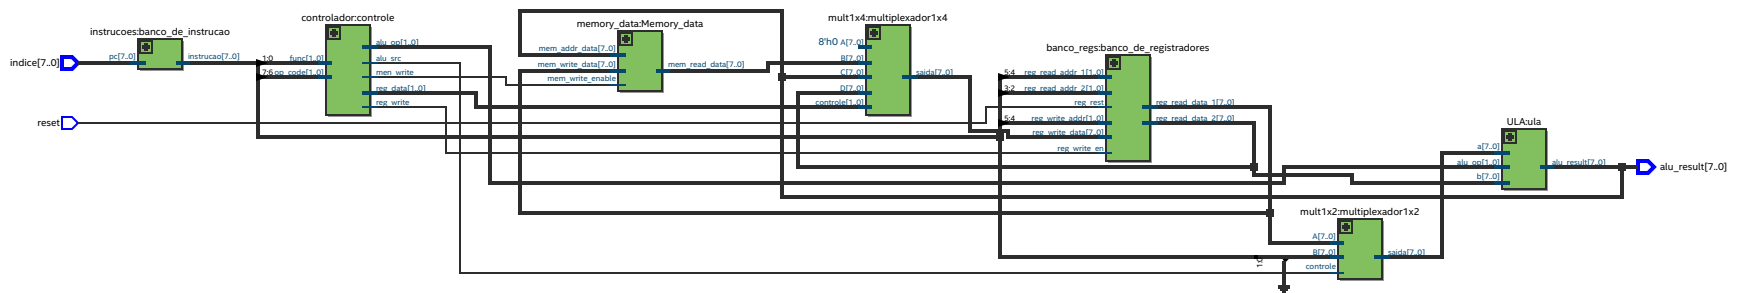 indice[7..0]
reset
instrucoes:banco_de_instrucao
pc[7..0]
instrucao[7..0]
controlador:controle
1:0
func[1..0]
7:6
op_code[1..0]
alu_op[1..0]
alu_src
men_write
reg_data[1..0]
reg_write
memory_data:Memory_data
mem_addr_data[7..0]
mem_write_data[7..0]
mem_write_enable
mem_read_data[7..0]
mult1x4:multiplexador1x4
8'h0
A[7..0]
B[7..0]
C[7..0]
D[7..0]
controle[1..0]
saida[7..0]
banco_regs:banco_de_registradores
5:4
reg_read_addr_1[1..0]
3:2
reg_read_addr_2[1..0]
reg_rest
5:4
reg_write_addr[1..0]
reg_write_data[7..0]
reg_write_en
reg_read_data_1[7..0]
reg_read_data_2[7..0]
mult1x2:multiplexador1x2
A[7..0]
1:0
B[7..0]
controle
saida[7..0]
ULA:ula
a[7..0]
alu_op[1..0]
b[7..0]
alu_result[7..0]
alu_result[7..0]